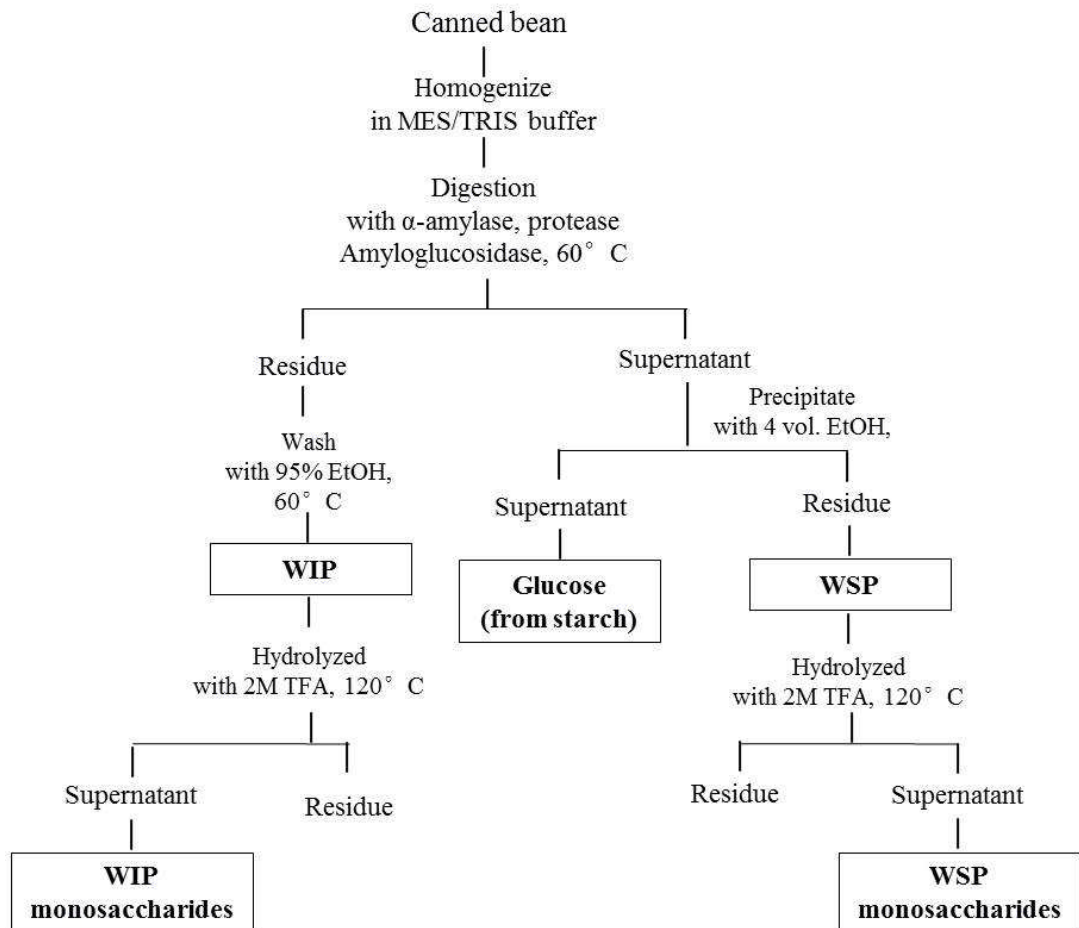 Canned bean
Homogenize
in MES/TRIS buffer
Digestion
with α-amylase, protease
Amyloglucosidase, 60° C
Residue
Supernatant
Precipitate
with 4 vol. EtOH,
Wash
with 95% EtOH,
60° C
Supernatant
Residue
WIP
Glucose
(from starch)
WSP
Hydrolyzed
with 2M TFA, 120° C
Hydrolyzed
with 2M TFA, 120° C
Supernatant
Residue
Residue
Supernatant
WIP
monosaccharides
WSP
monosaccharides